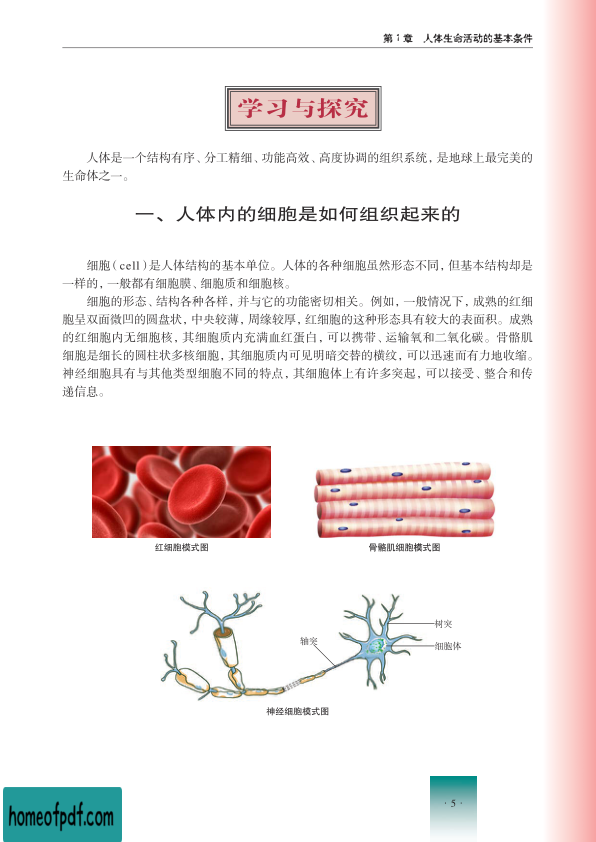 第1章　人体生命活动的基本条件
学习与探究
人体是一个结构有序、分工精细、功能高效、高度协调的组织系统，是地球上最完美的
生命体之一。
一、人体内的细胞是如何组织起来的
细胞（cell）是人体结构的基本单位。人体的各种细胞虽然形态不同，但基本结构却是
一样的，一般都有细胞膜、细胞质和细胞核。
细胞的形态、结构各种各样，并与它的功能密切相关。例如，一般情况下，成熟的红细
胞呈双面微凹的圆盘状，中央较薄，周缘较厚，红细胞的这种形态具有较大的表面积。成熟
的红细胞内无细胞核，其细胞质内充满血红蛋白，可以携带、运输氧和二氧化碳。骨骼肌
细胞是细长的圆柱状多核细胞，其细胞质内可见明暗交替的横纹，可以迅速而有力地收缩。
神经细胞具有与其他类型细胞不同的特点，其细胞体上有许多突起，可以接受、整合和传
递信息。
红细胞模式图
骨骼肌细胞模式图
树突
轴突
细胞体
神经细胞模式图
· 5 ·
homeofpdf.com